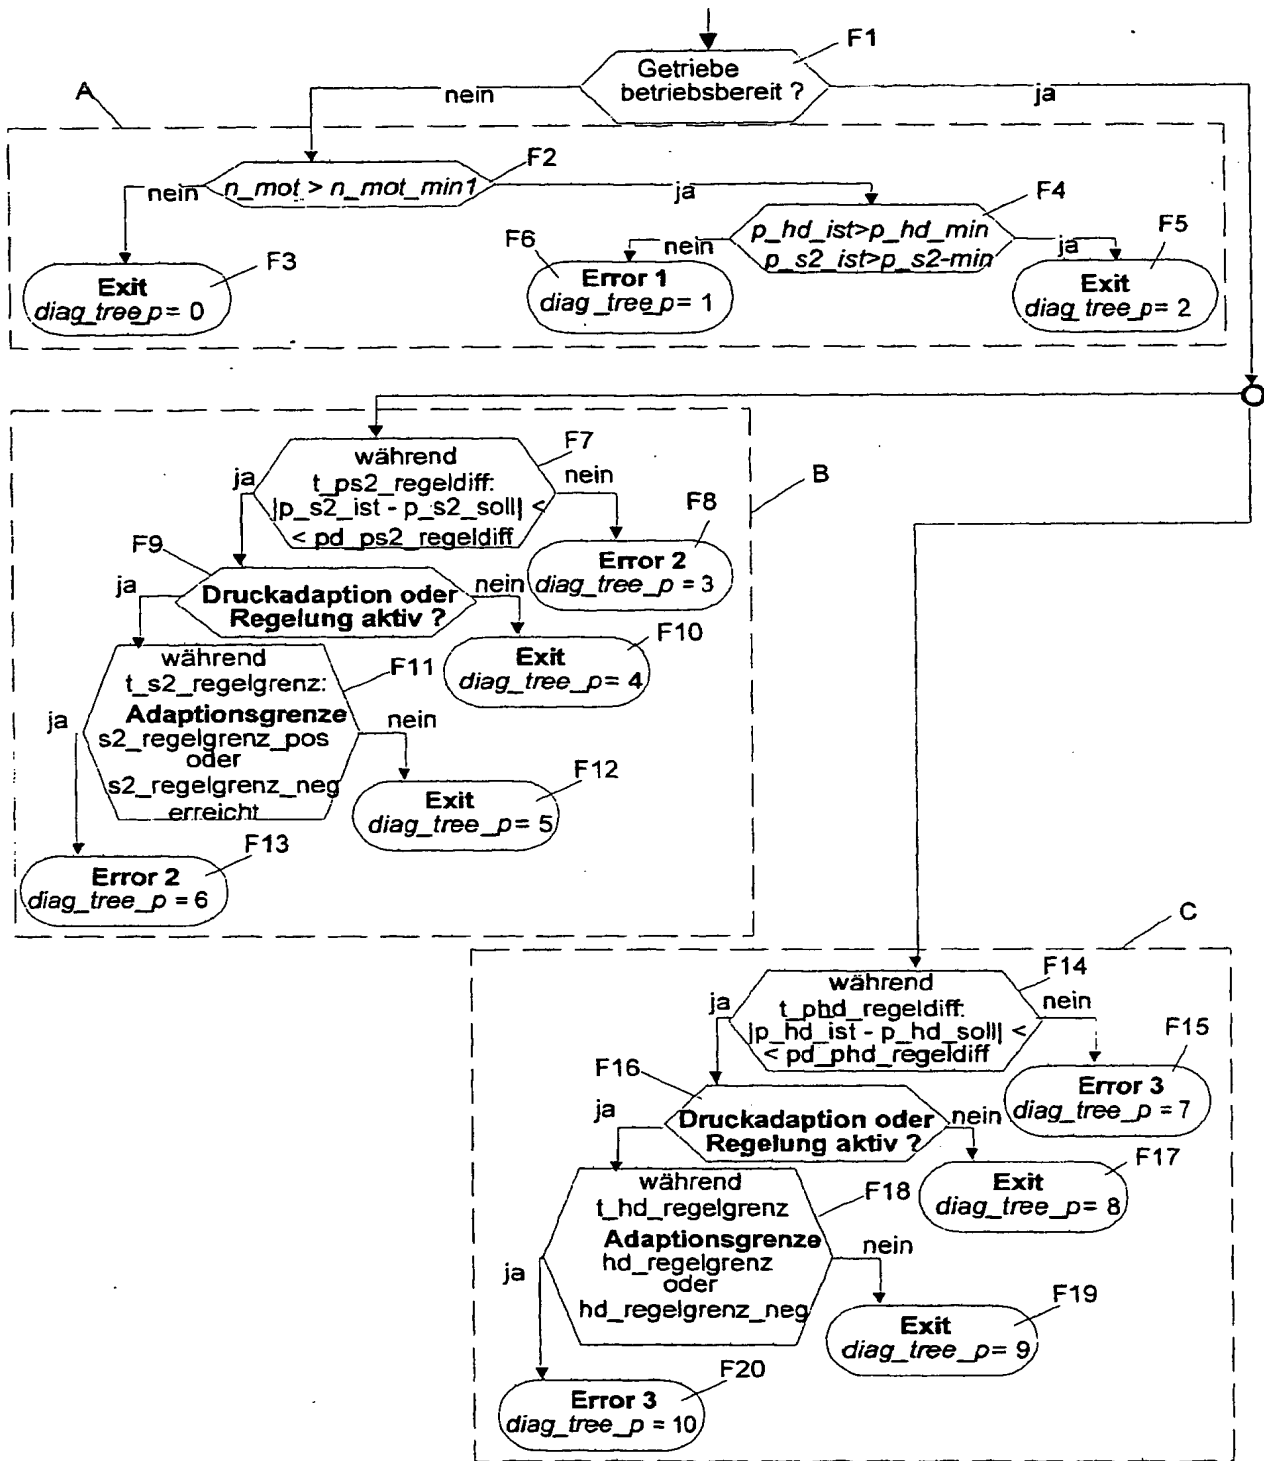 F1
Getriebe
betriebsbereit ?
nein
ja
A
F2
n_mot > n_mot_min1
nein
ja
F4
p_hd_ist>p_hd_min
p_s2_ist>p_s2-min
F3
Exit
diag_tree_p= 0
F6
nein
Error 1
diag_tree_p= 1
ja
F5
Exit
diag_tree_p= 2
F7
während
t_ps2_regeldiff:
|p_s2_ist - p_s2_soll| <
< pd_ps2_regeldiff
ja
nein
B
F8
Error 2
diag_tree_p = 3
F9
Druckadaption oder
Regelung aktiv ?
ja
nein
F10
Exit
diag_tree_p= 4
F11
während
t_s2_regelgrenz:
Adaptionsgrenze
s2_regelgrenz_pos
oder
s2_regelgrenz_neg
erreicht
ja
nein
F12
Exit
diag_tree_p= 5
F13
Error 2
diag_tree_p = 6
C
F14
während
t_phd_regeldiff:
|p_hd_ist - p_hd_soll| <
< pd_phd_regeldiff
ja
nein
F15
Error 3
diag_tree_p = 7
F16
Druckadaption oder
Regelung aktiv ?
ja
nein
F17
Exit
diag_tree_p= 8
F18
während
t_hd_regelgrenz
Adaptionsgrenze
hd_regelgrenz
oder
hd_regelgrenz_neg
ja
nein
F19
Exit
diag_tree_p= 9
F20
Error 3
diag_tree_p = 10